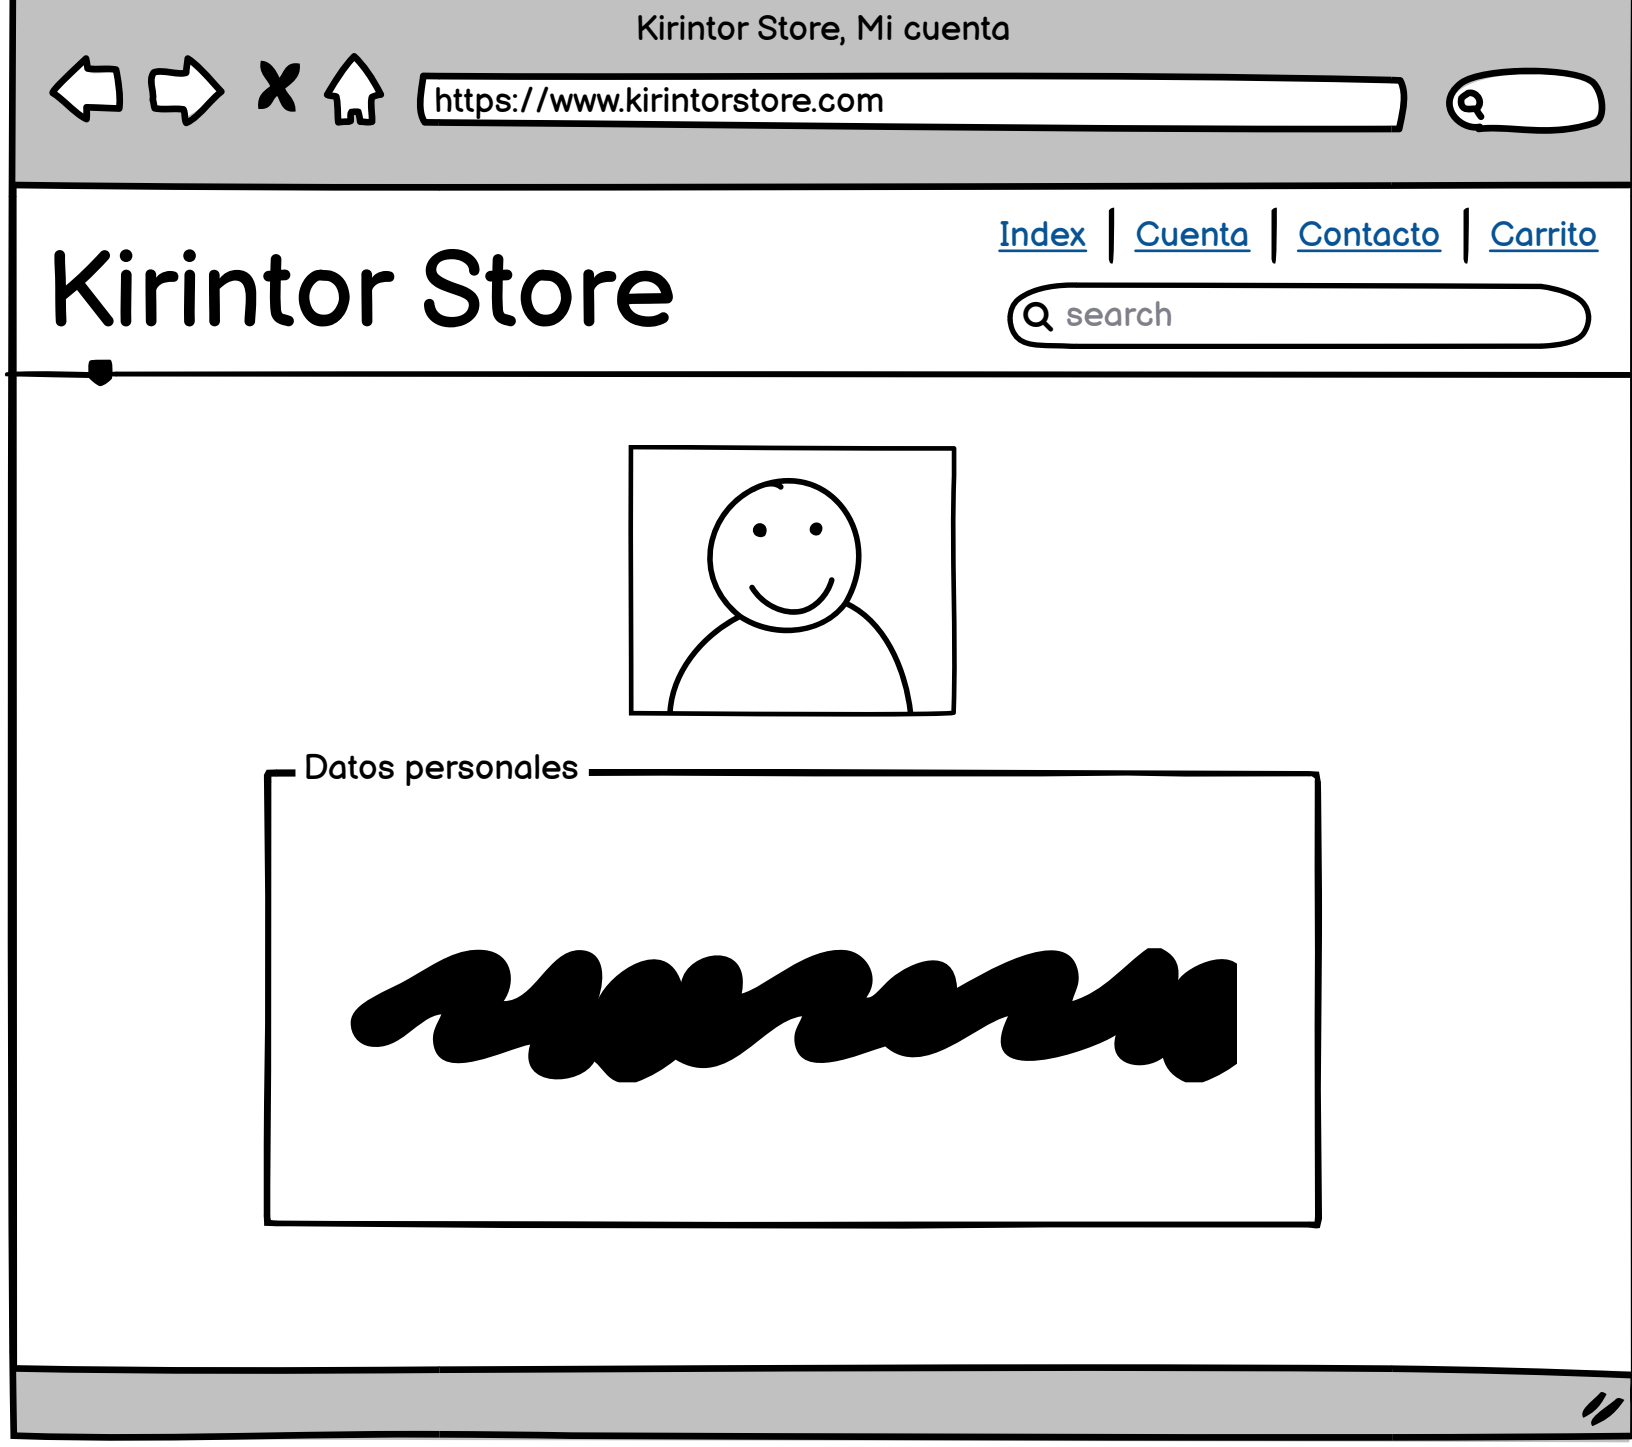 Kirintor Store, Mi cuenta
https://www.kirintorstore.com
Index | Cuenta | Contacto | Carrito
Kirintor Store
search
Datos personales